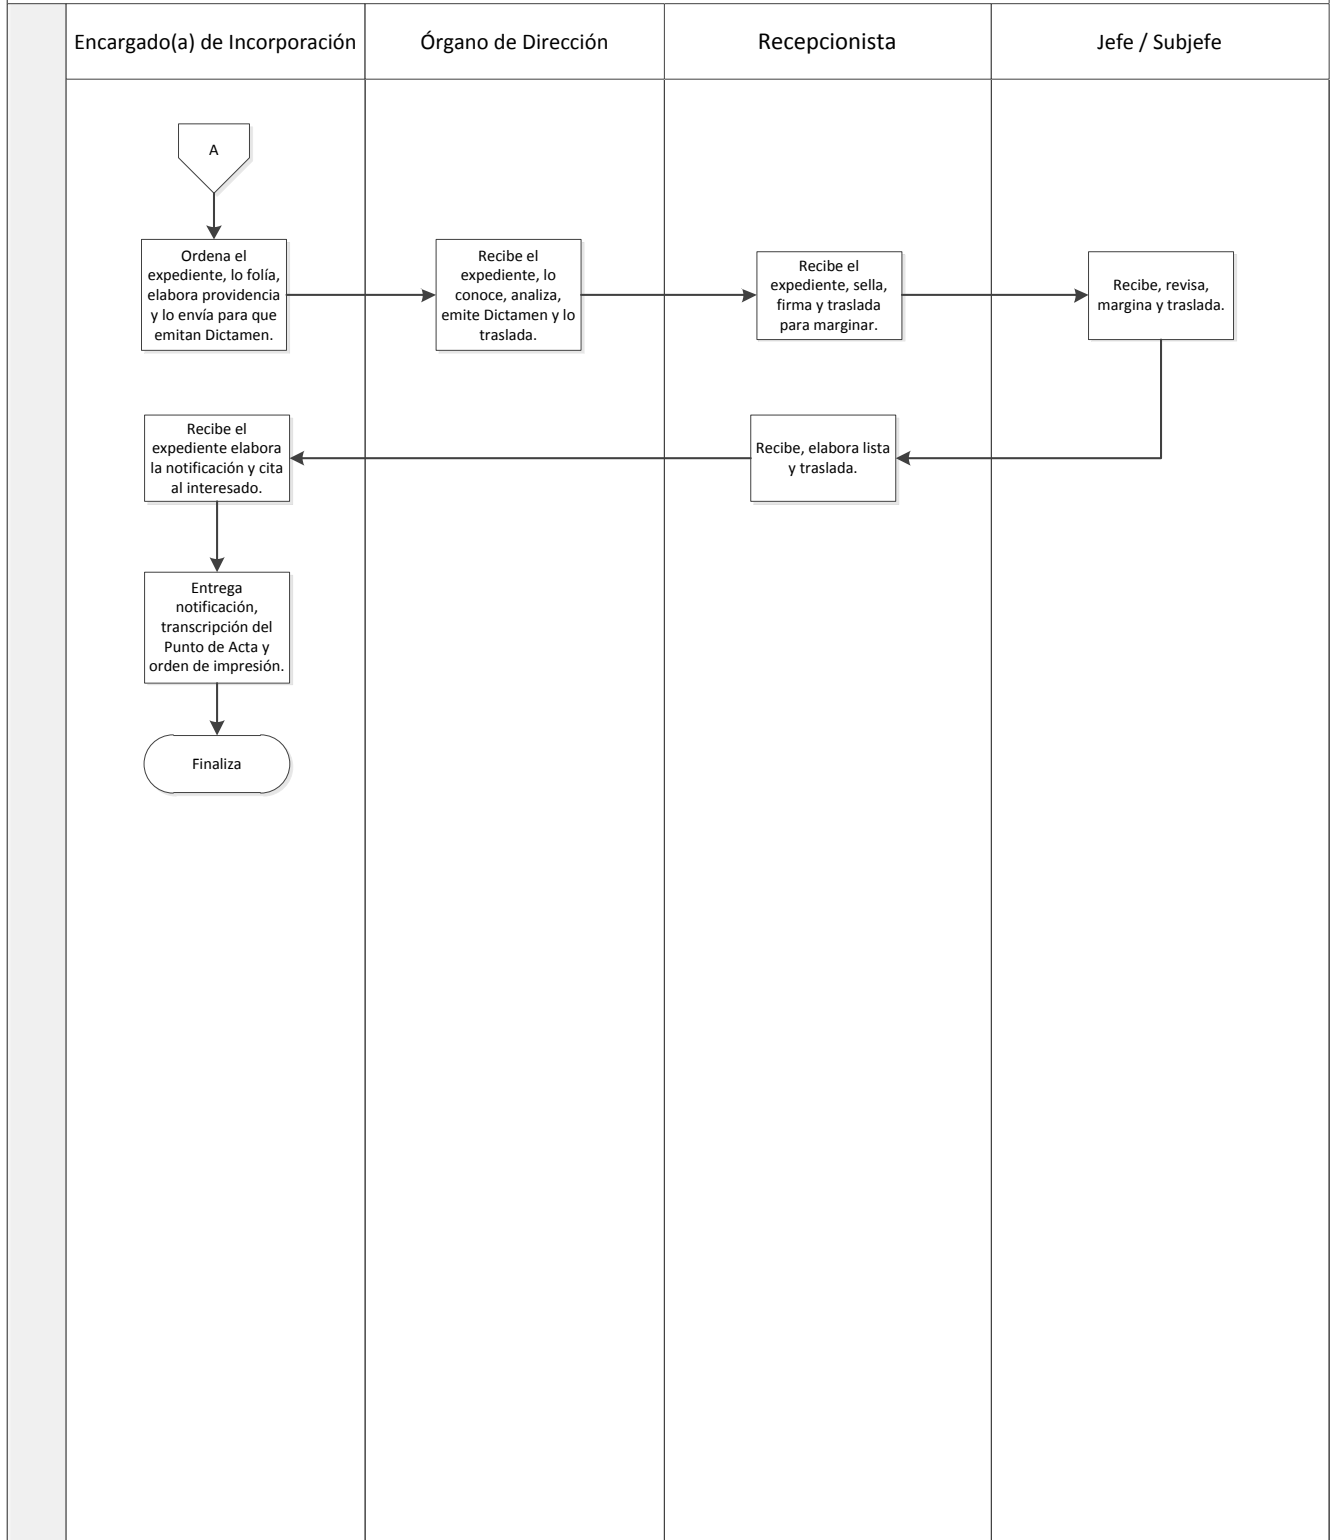 Encargado(a) de Incorporación
Órgano de Dirección
Recepcionista
Jefe / Subjefe
A
Ordena el
expediente, lo folía,
elabora providencia
y lo envía para que
emitan Dictamen.
Recibe el
expediente, lo
conoce, analiza,
emite Dictamen y lo
traslada.
Recibe el
expediente, sella,
firma y traslada
para marginar.
Recibe, revisa,
margina y traslada.
Recibe el
expediente elabora
la notificación y cita
al interesado.
Recibe, elabora lista
y traslada.
Entrega
notificación,
transcripción del
Punto de Acta y
orden de impresión.
Finaliza